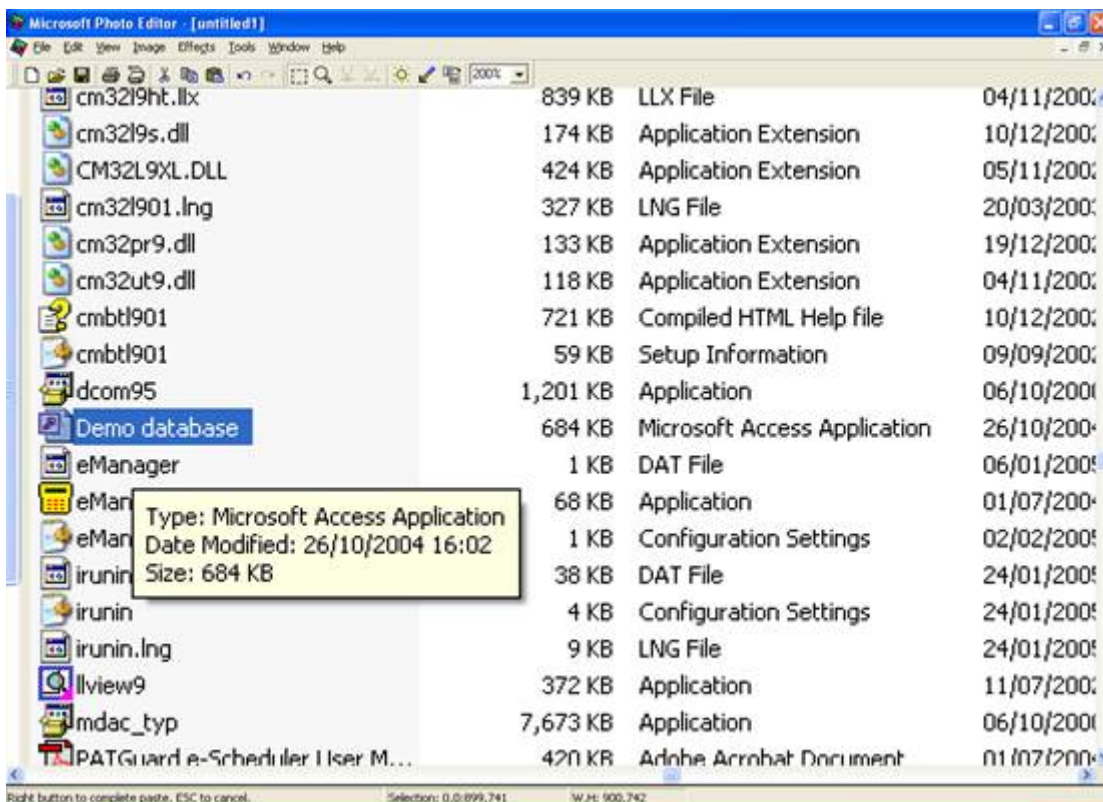 Microsoft Photo Editor - [untitled1]
File Edit View Image Effects Tools Window Help
200%
cm32l9ht.llx 839 KB LLX File 04/11/2002
cm32l9s.dll 174 KB Application Extension 10/12/2002
CM32L9XL.DLL 424 KB Application Extension 05/11/2002
cm32l901.lng 327 KB LNG File 20/03/200
cm32pr9.dll 133 KB Application Extension 19/12/200
cm32ut9.dll 118 KB Application Extension 04/11/200
cmbtl901 721 KB Compiled HTML Help file 10/12/200
cmbtl901 59 KB Setup Information 09/09/200
dcom95 1,201 KB Application 06/10/200
Demo database 684 KB Microsoft Access Application 26/10/200
eManager 1 KB DAT File 06/01/2005
eMan 68 KB Application 01/07/200
eMan 1 KB Configuration Settings 02/02/2005
irunin 38 KB DAT File 24/01/2005
irunin 4 KB Configuration Settings 24/01/2005
irunin.lng 9 KB LNG File 24/01/2005
llview9 372 KB Application 11/07/200
mdac_typ 7,673 KB Application 06/10/200
PATGuard e-Scheduler User M... 420 KB Adobe Acrobat Document 01/07/200
Type: Microsoft Access Application
Date Modified: 26/10/2004 16:02
Size: 684 KB
Right button to complete paste, ESC to cancel. Selection: 0,0:899,741 W,H: 900,742